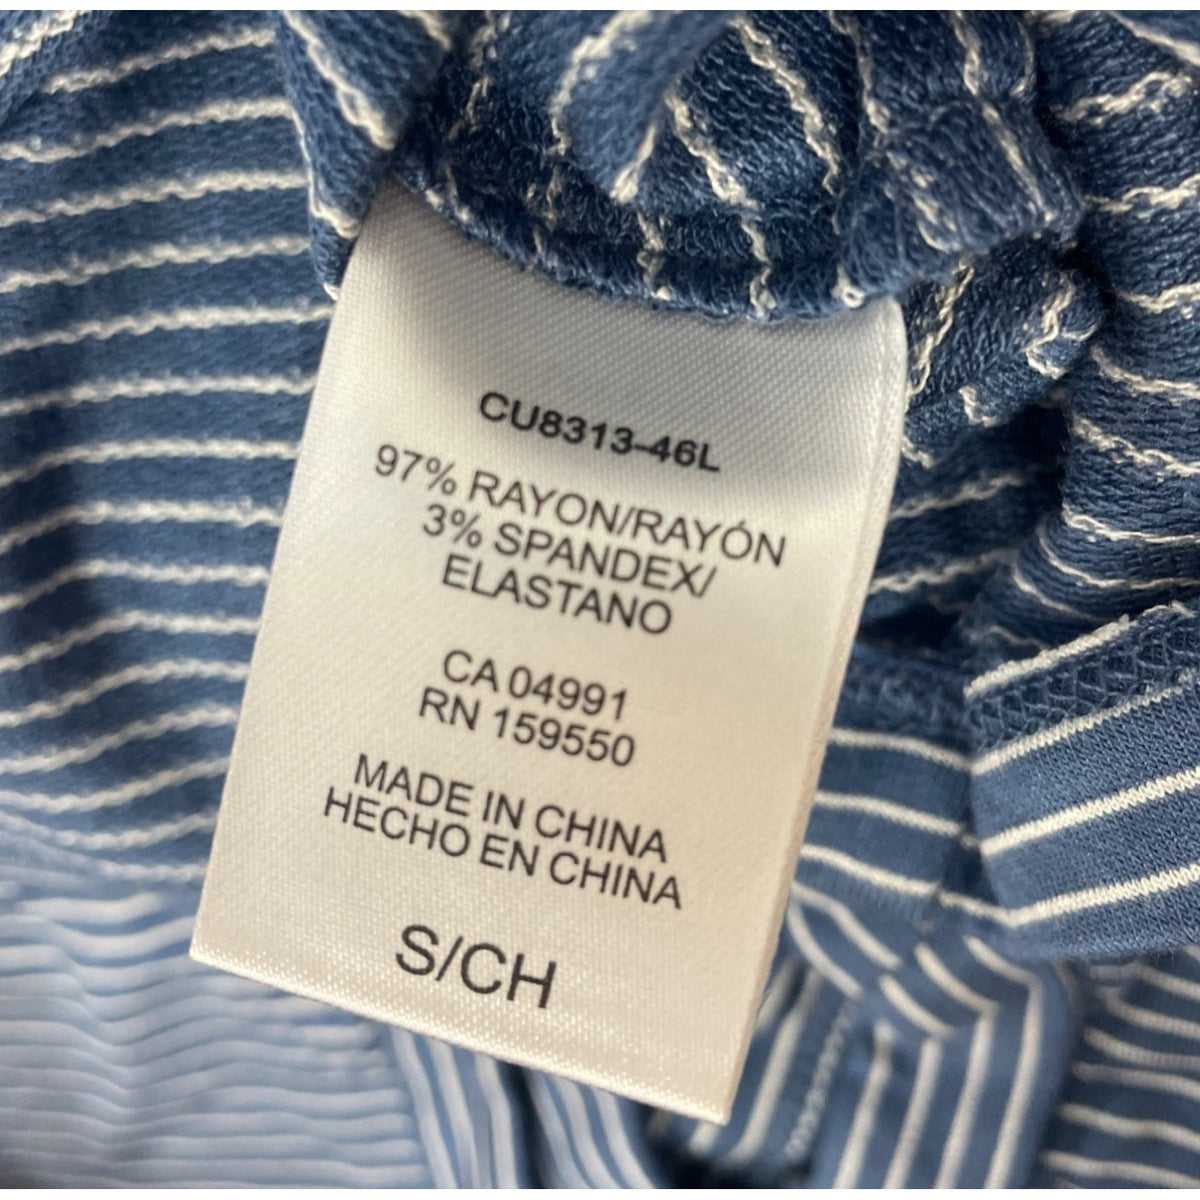 CU8313-46L
97% RAYON/RAYÓN
3% SPANDEX/
ELASTANO
CA 04991
RN 159550
MADE IN CHINA
HECHO EN CHINA
S/CH